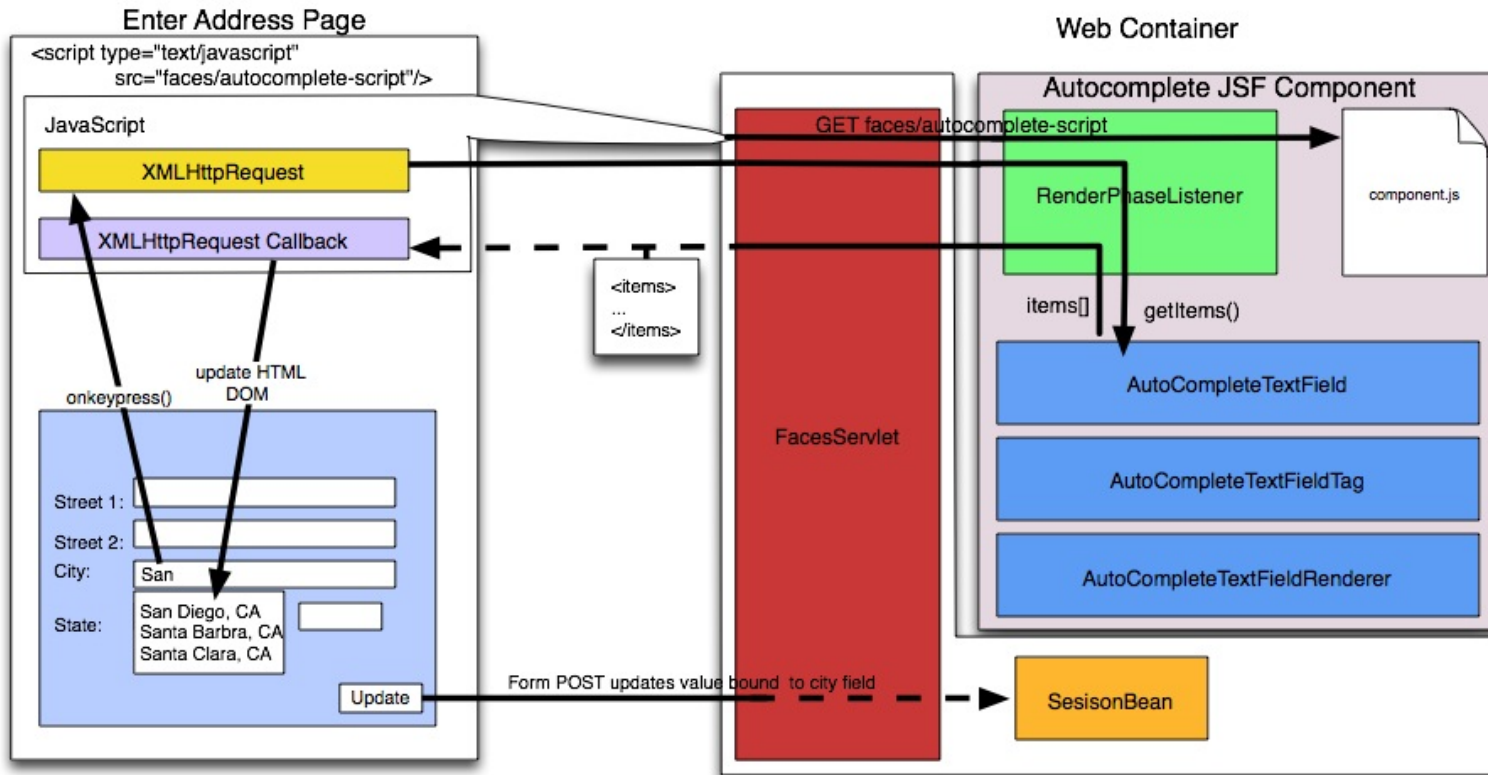 Enter Address Page
<script type="text/javascript"
src="faces/autocomplete-script"/>
JavaScript
XMLHttpRequest
XMLHttpRequest Callback
onkeypress()
update HTML
DOM
Street 1:
Street 2:
City:
San
State:
San Diego, CA
Santa Barbra, CA
Santa Clara, CA
Update
<items>
...
</items>
Form POST updates value bound to city field
Web Container
FacesServlet
Autocomplete JSF Component
GET faces/autocomplete-script
RenderPhaseListener
component.js
items[]
getItems()
AutoCompleteTextField
AutoCompleteTextFieldTag
AutoCompleteTextFieldRenderer
SesisonBean